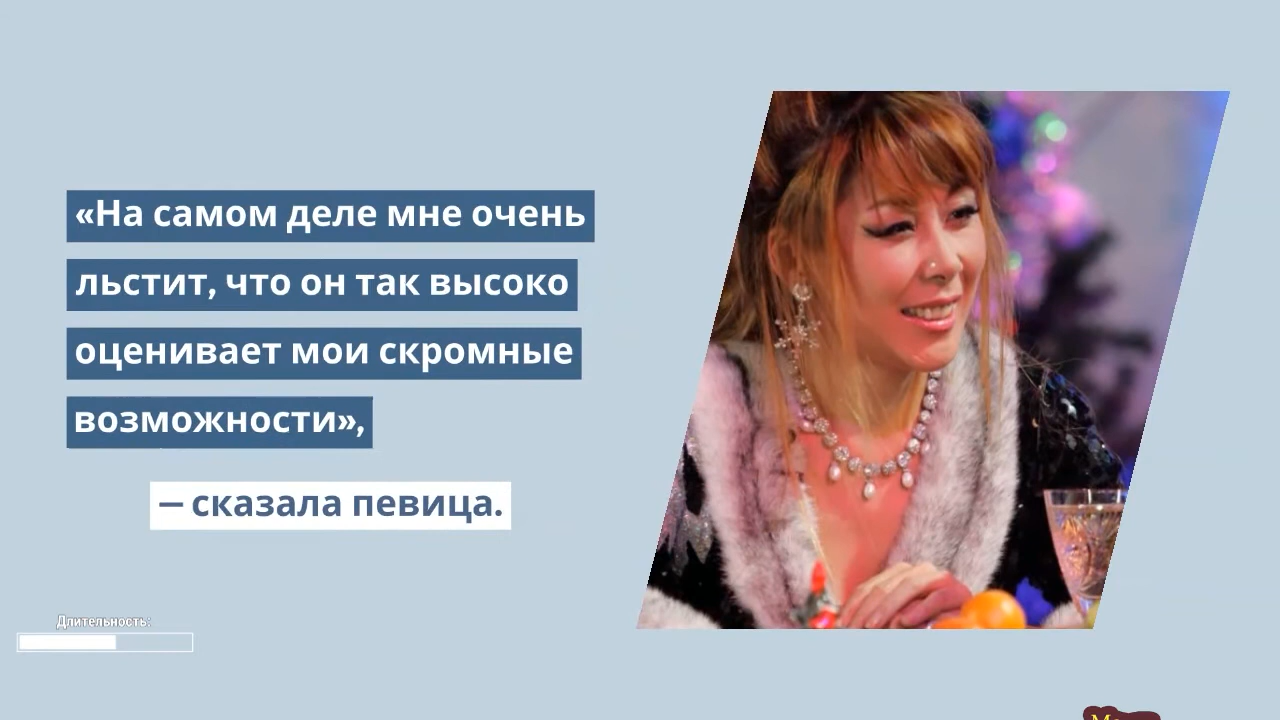 «На самом деле мне очень
льстит, что он так высоко
оценивает мои скромные
возможности»,
– сказала певица.
Длительность: